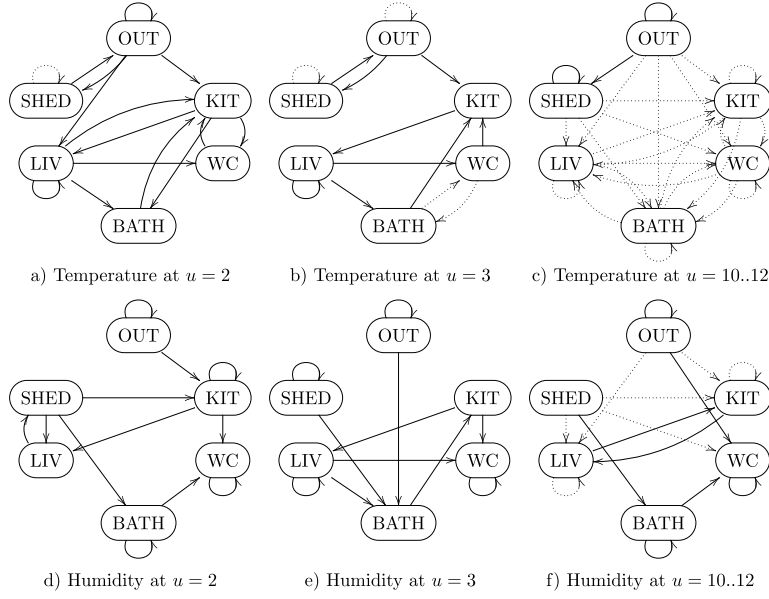 OUT OUT OUT
SHED KIT SHED KIT SHED KIT
LIV WC LIV WC LIV WC
BATH BATH BATH
a) Temperature at u = 2 b) Temperature at u = 3 c) Temperature at u = 10..12
OUT OUT OUT
SHED KIT SHED KIT SHED KIT
LIV WC LIV WC LIV WC
BATH BATH BATH
d) Humidity at u = 2 e) Humidity at u = 3 f) Humidity at u = 10..12